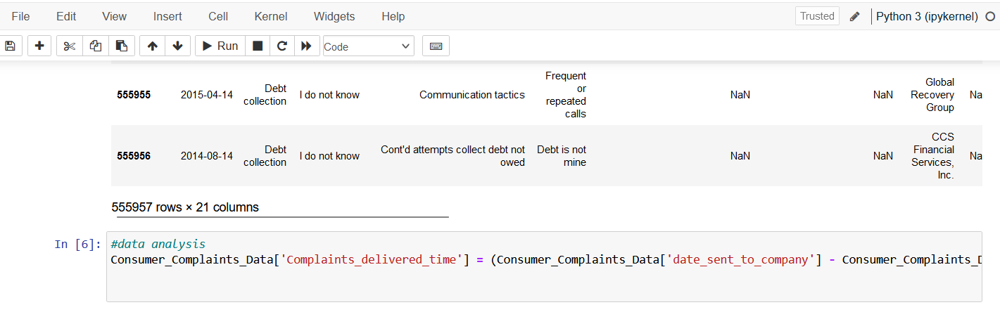 File Edit View Insert Cell Kernel Widgets Help Trusted Python 3 (ipykernel)
Run Code
555955 2015-04-14 Debt collection I do not know Communication tactics Frequent or repeated calls NaN NaN Global Recovery Group Na
555956 2014-08-14 Debt collection I do not know Cont'd attempts collect debt not owed Debt is not mine NaN NaN CCS Financial Services, Inc. Na
555957 rows × 21 columns
In [6]: #data analysis
Consumer_Complaints_Data['Complaints_delivered_time'] = (Consumer_Complaints_Data['date_sent_to_company'] - Consumer_Complaints_D